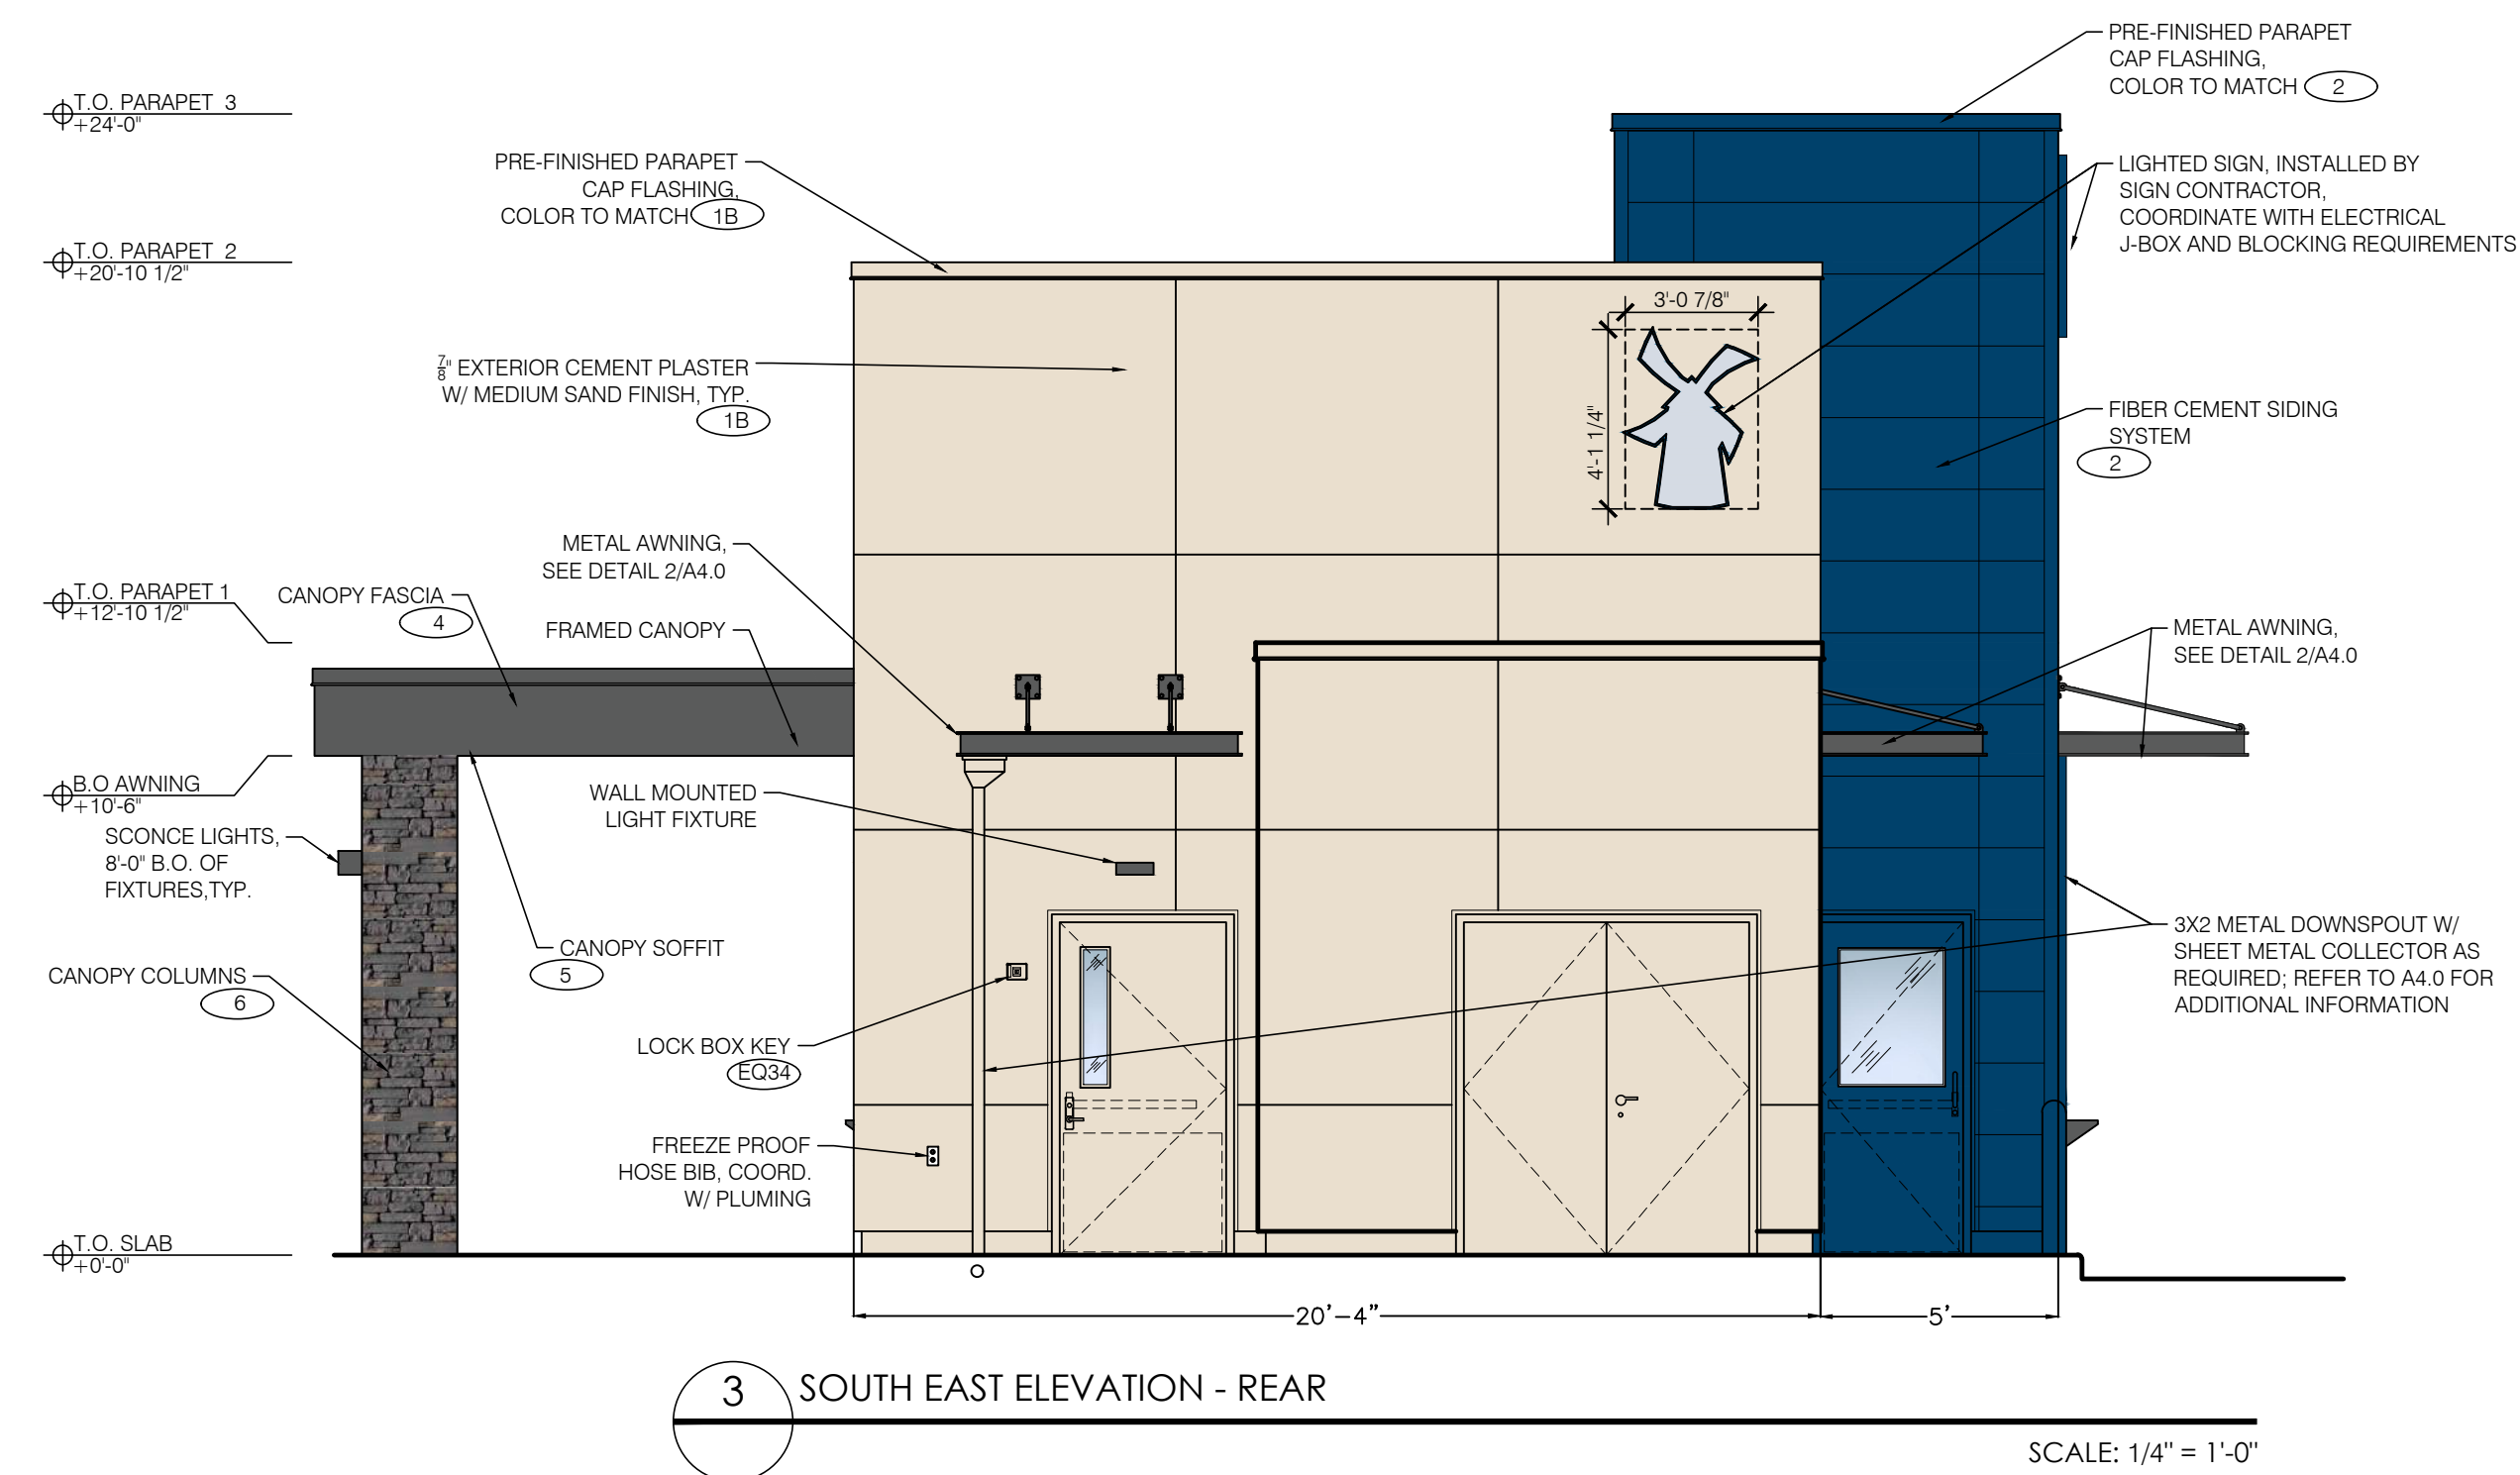 T.O. PARAPET 3
+24'-0"
T.O. PARAPET 2
+20'-10 1/2"
T.O. PARAPET 1
+12'-10 1/2"
B.O AWNING
+10'-6"
T.O. SLAB
+0'-0"
PRE-FINISHED PARAPET
CAP FLASHING,
COLOR TO MATCH 1B
7/8" EXTERIOR CEMENT PLASTER
W/ MEDIUM SAND FINISH, TYP.
1B
METAL AWNING,
SEE DETAIL 2/A4.0
CANOPY FASCIA
4
FRAMED CANOPY
WALL MOUNTED
LIGHT FIXTURE
SCONCE LIGHTS,
8'-0" B.O. OF
FIXTURES,TYP.
CANOPY SOFFIT
5
CANOPY COLUMNS
6
LOCK BOX KEY
EQ34
FREEZE PROOF
HOSE BIB, COORD.
W/ PLUMING
3'-0 7/8"
4'-1 1/4"
PRE-FINISHED PARAPET
CAP FLASHING,
COLOR TO MATCH 2
LIGHTED SIGN, INSTALLED BY
SIGN CONTRACTOR,
COORDINATE WITH ELECTRICAL
J-BOX AND BLOCKING REQUIREMENTS
FIBER CEMENT SIDING
SYSTEM
2
METAL AWNING,
SEE DETAIL 2/A4.0
3X2 METAL DOWNSPOUT W/
SHEET METAL COLLECTOR AS
REQUIRED; REFER TO A4.0 FOR
ADDITIONAL INFORMATION
20'-4"
5'
3 SOUTH EAST ELEVATION - REAR
SCALE: 1/4" = 1'-0"